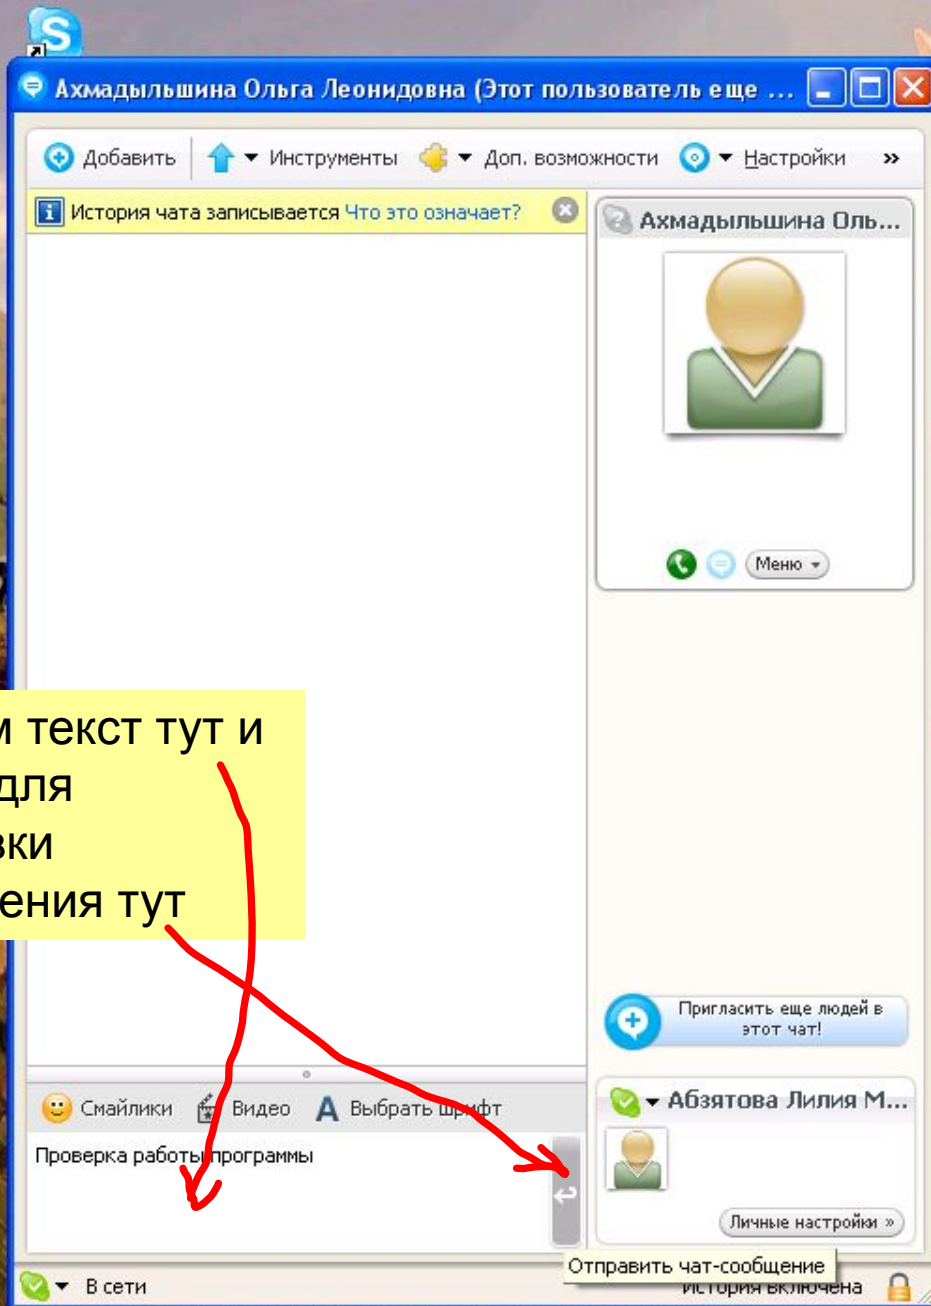 Ахмадыльшина Ольга Леонидовна (Этот пользователь еще ...
Добавить Инструменты Доп. возможности Настройки »
История чата записывается Что это означает?
Ахмадыльшина Оль...
Меню
текст тут и
для
ения тут
Пригласить еще людей в
этот чат!
Смайлики Видео A Выбрать шрифт
Проверка работы программы
Абзятова Лилия М...
Личные настройки »
Отправить чат-сообщение
В сети
История включена